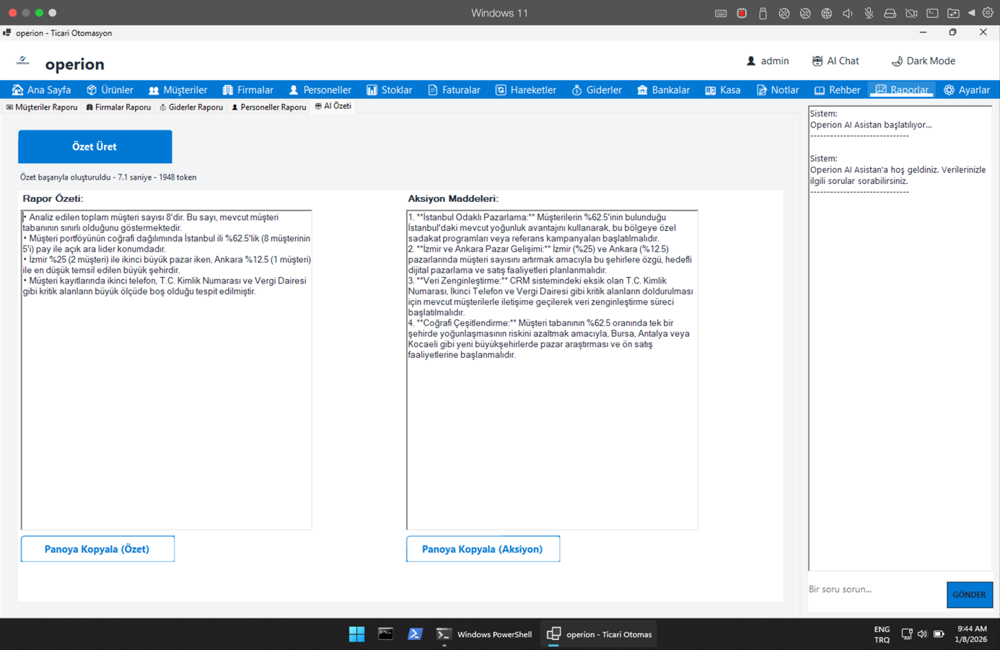 Windows 11
operion - Ticari Otomasyon
OPERION
operion
admin
AI Chat
Dark Mode
Ana Sayfa
Ürünler
Müşteriler
Firmalar
Personeller
Stoklar
Faturalar
Hareketler
Giderler
Bankalar
Kasa
Notlar
Rehber
Raporlar
Ayarlar
Müşteriler Raporu
Firmalar Raporu
Giderler Raporu
Personeller Raporu
AI Özeti
Özet Üret
Özet başarıyla oluşturuldu - 7.1 saniye - 1948 token
Rapor Özeti:
• Analiz edilen toplam müşteri sayısı 8'dir. Bu sayı, mevcut müşteri
tabanının sınırlı olduğunu göstermektedir.
• Müşteri portföyünün coğrafi dağılımında İstanbul ili %62.5'lik (8 müşterinin
5'i) pay ile açık ara lider konumdadır.
• İzmir %25 (2 müşteri) ile ikinci büyük pazar iken, Ankara %12.5 (1 müşteri)
ile en düşük temsil edilen büyük şehirdir.
• Müşteri kayıtlarında ikinci telefon, T.C. Kimlik Numarası ve Vergi Dairesi
gibi kritik alanların büyük ölçüde boş olduğu tespit edilmiştir.
Panoya Kopyala (Özet)
Aksiyon Maddeleri:
1. **İstanbul Odaklı Pazarlama:** Müşterilerin %62.5'inin bulunduğu
İstanbul'daki mevcut yoğunluk avantajını kullanarak, bu bölgeye özel
sadakat programları veya referans kampanyaları başlatılmalıdır.
2. **İzmir ve Ankara Pazar Gelişimi:** İzmir (%25) ve Ankara (%12.5)
pazarlarında müşteri sayısını artırmak amacıyla bu şehirlere özgü, hedefli
dijital pazarlama ve satış faaliyetleri planlanmalıdır.
3. **Veri Zenginleştirme:** CRM sistemindeki eksik olan T.C. Kimlik
Numarası, İkinci Telefon ve Vergi Dairesi gibi kritik alanların doldurulması
için mevcut müşterilerle iletişime geçilerek veri zenginleştirme süreci
başlatılmalıdır.
4. **Coğrafi Çeşitlendirme:** Müşteri tabanının %62.5 oranında tek bir
şehirde yoğunlaşmasının riskini azaltmak amacıyla, Bursa, Antalya veya
Kocaeli gibi yeni büyükşehirlerde pazar araştırması ve ön satış
faaliyetlerine başlanmalıdır.
Panoya Kopyala (Aksiyon)
Sistem:
Operion AI Asistan başlatılıyor...
------------------------------
Sistem:
Operion AI Asistan'a hoş geldiniz. Verilerinizle
ilgili sorular sorabilirsiniz.
------------------------------
Bir soru sorun...
GÖNDER
Windows PowerShell
operion - Ticari Otomas
ENG
TRQ
9:44 AM
1/8/2026